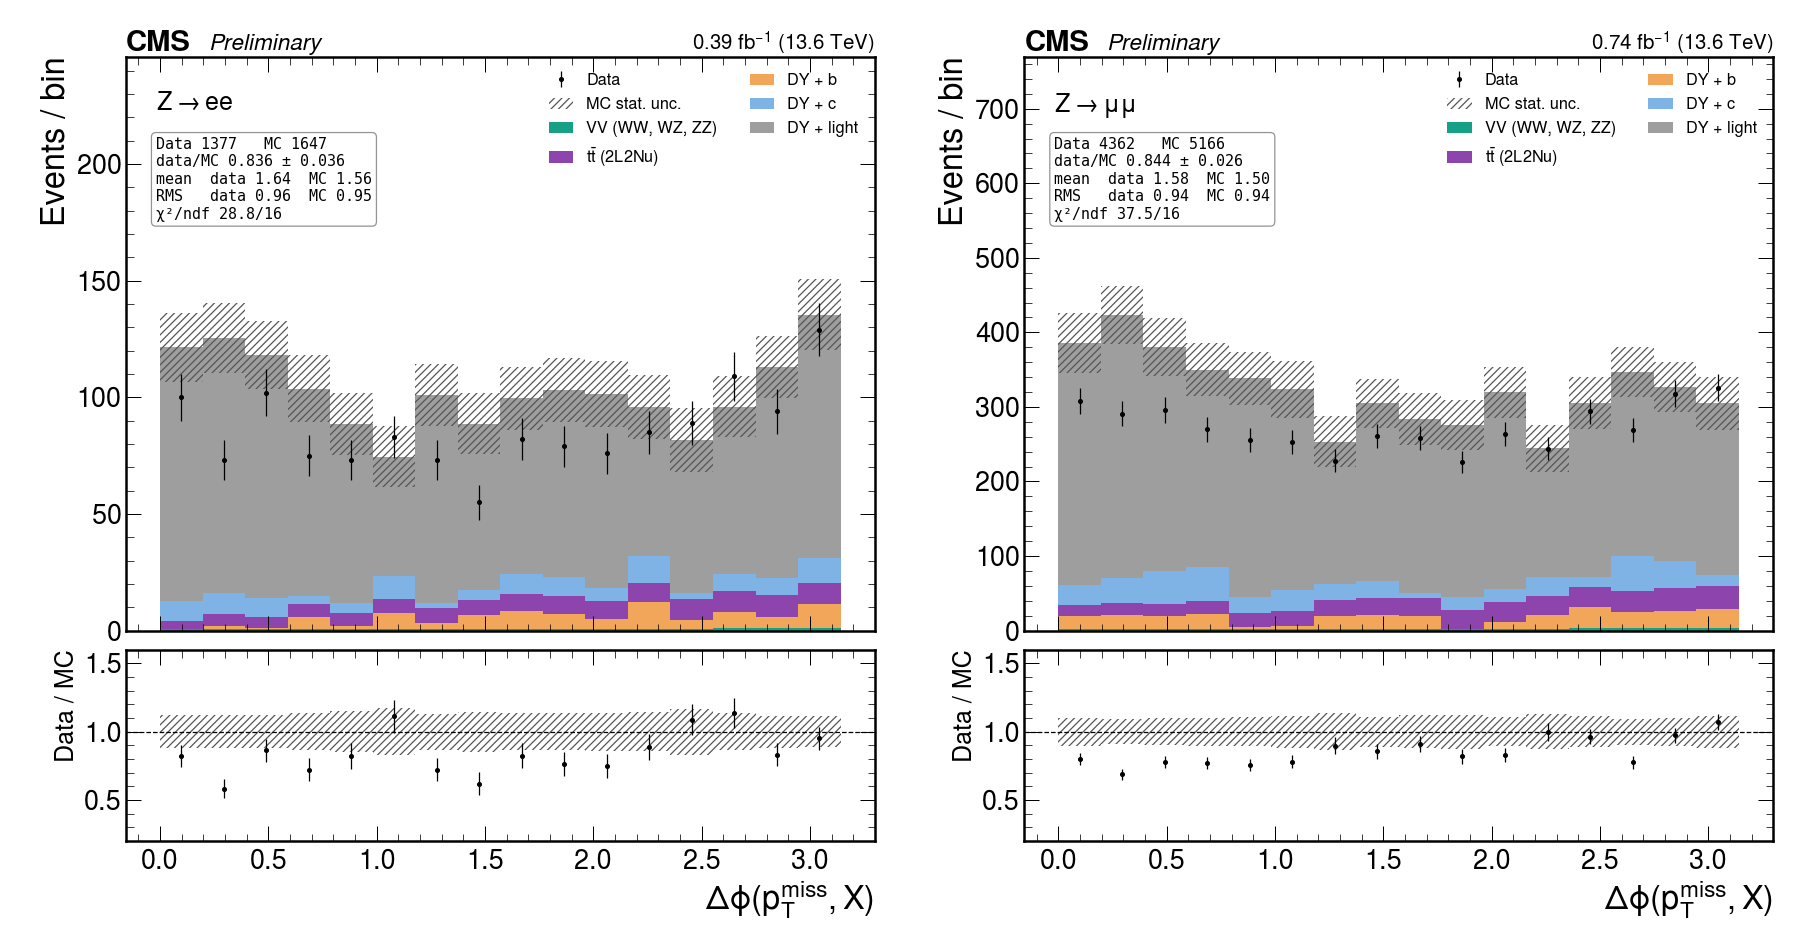 CMS Preliminary 0.39 fb⁻¹ (13.6 TeV)
Events / bin
Z → ee
Data 1377 MC 1647
data/MC 0.836 ± 0.036
mean data 1.64 MC 1.56
RMS data 0.96 MC 0.95
χ²/ndf 28.8/16
Data
MC stat. unc.
VV (WW, WZ, ZZ)
tt̄ (2L2Nu)
DY + b
DY + c
DY + light
200
150
100
50
0
Data / MC
1.5
1.0
0.5
0.0 0.5 1.0 1.5 2.0 2.5 3.0
Δϕ(p_T^miss, X)
CMS Preliminary 0.74 fb⁻¹ (13.6 TeV)
Events / bin
Z → μμ
Data 4362 MC 5166
data/MC 0.844 ± 0.026
mean data 1.58 MC 1.50
RMS data 0.94 MC 0.94
χ²/ndf 37.5/16
Data
MC stat. unc.
VV (WW, WZ, ZZ)
tt̄ (2L2Nu)
DY + b
DY + c
DY + light
700
600
500
400
300
200
100
0
Data / MC
1.5
1.0
0.5
0.0 0.5 1.0 1.5 2.0 2.5 3.0
Δϕ(p_T^miss, X)